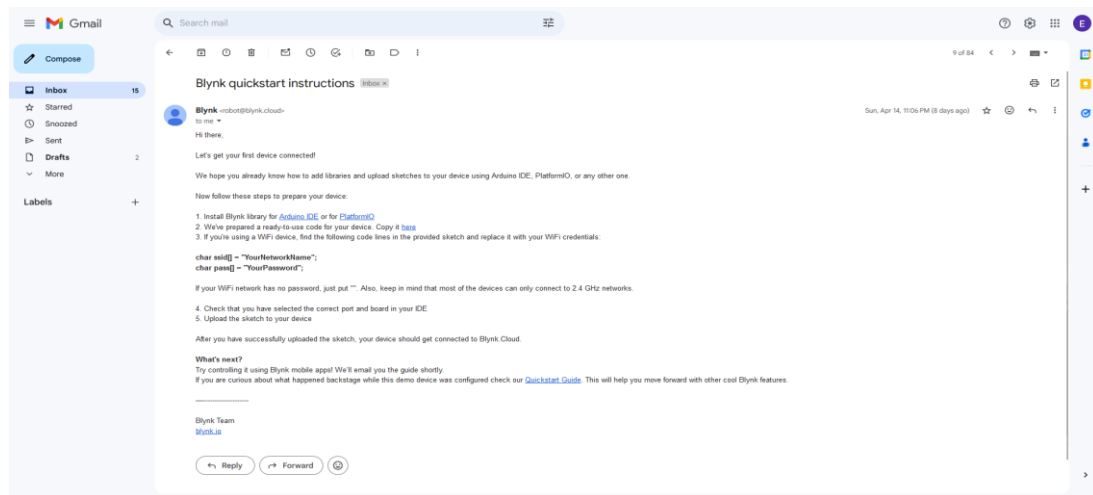 Gmail
Search mail
E
Compose
9 of 84
Inbox 15
Starred
Snoozed
Sent
Drafts 2
More
Labels
Blynk quickstart instructions Inbox ×
Blynk <robot@blynk.cloud>
Sun, Apr 14, 11:06 PM (8 days ago)
to me
Hi there,
Let's get your first device connected!
We hope you already know how to add libraries and upload sketches to your device using Arduino IDE, PlatformIO, or any other one.
Now follow these steps to prepare your device:
1. Install Blynk library for Arduino IDE or for PlatformIO
2. We've prepared a ready-to-use code for your device. Copy it here
3. If you're using a WiFi device, find the following code lines in the provided sketch and replace it with your WiFi credentials:
char ssid[] = "YourNetworkName";
char pass[] = "YourPassword";
If your WiFi network has no password, just put "". Also, keep in mind that most of the devices can only connect to 2.4 GHz networks.
4. Check that you have selected the correct port and board in your IDE
5. Upload the sketch to your device
After you have successfully uploaded the sketch, your device should get connected to Blynk.Cloud.
What's next?
Try controlling it using Blynk mobile apps! We'll email you the guide shortly.
If you are curious about what happened backstage while this demo device was configured check our Quickstart Guide. This will help you move forward with other cool Blynk features.
Blynk Team
blynk.io
Reply
Forward